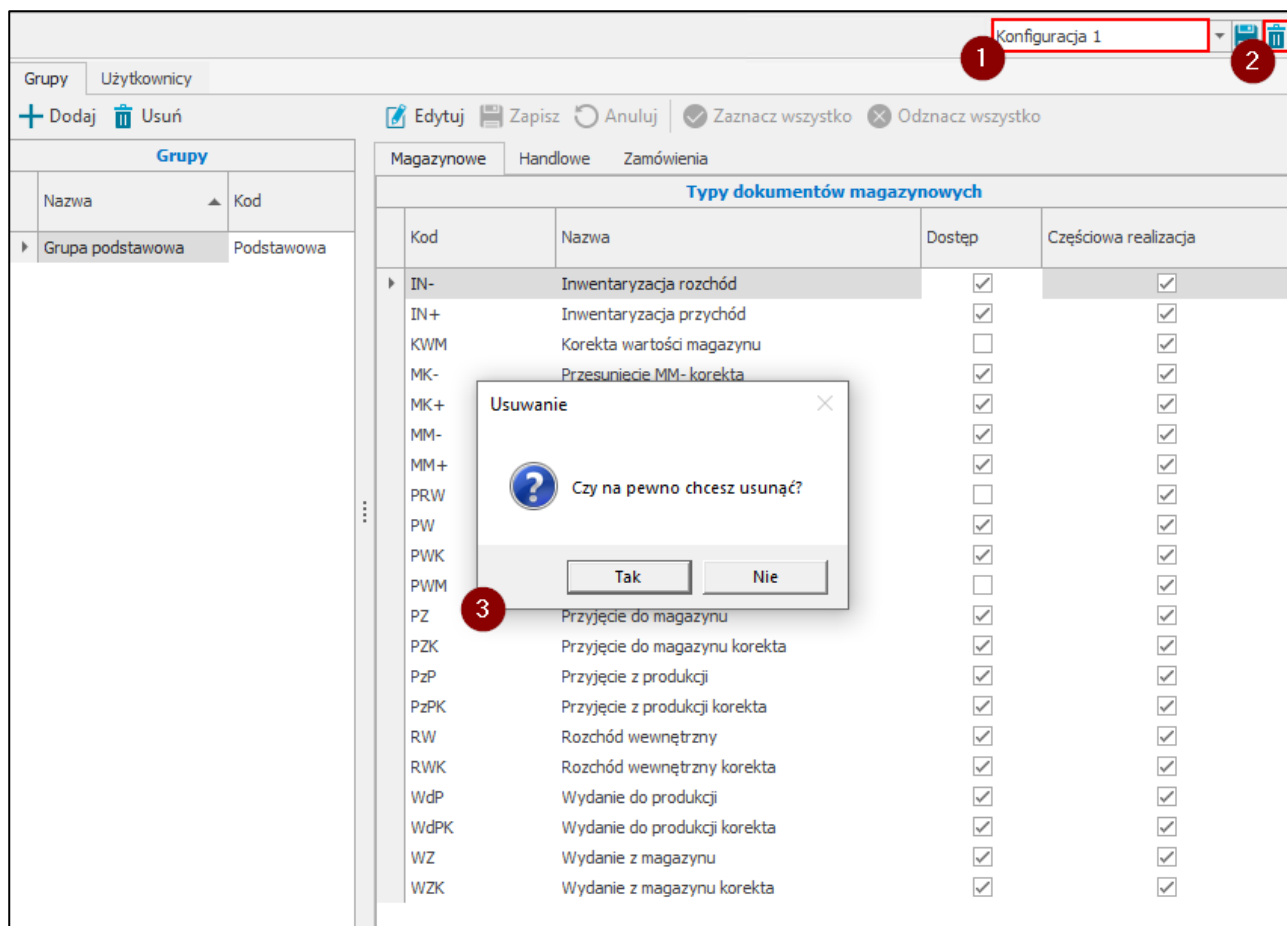 Konfiguracja 1
1
2
Grupy Użytkownicy
Dodaj Usuń Edytuj Zapisz Anuluj Zaznacz wszystko Odznacz wszystko
Grupy Magazynowe Handlowe Zamówienia
Typy dokumentów magazynowych
Nazwa Kod
Kod Nazwa Dostęp Częściowa realizacja
Grupa podstawowa Podstawowa
IN- Inwentaryzacja rozchód
IN+ Inwentaryzacja przychód
KWM Korekta wartości magazynu
MK- Przesunięcie MM- korekta
MK+
MM-
MM+
PRW
PW
PWK
PWM
Usuwanie
Czy na pewno chcesz usunąć?
Tak Nie
3
PZ Przyjęcie do magazynu
PZK Przyjęcie do magazynu korekta
PzP Przyjęcie z produkcji
PzPK Przyjęcie z produkcji korekta
RW Rozchód wewnętrzny
RWK Rozchód wewnętrzny korekta
WdP Wydanie do produkcji
WdPK Wydanie do produkcji korekta
WZ Wydanie z magazynu
WZK Wydanie z magazynu korekta